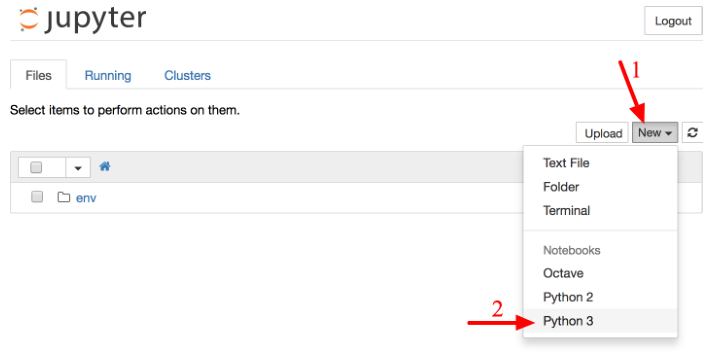 jupyter
Logout
Files Running Clusters
1
Select items to perform actions on them.
Upload New
Text File
env
Folder
Terminal
Notebooks
Octave
Python 2
2
Python 3